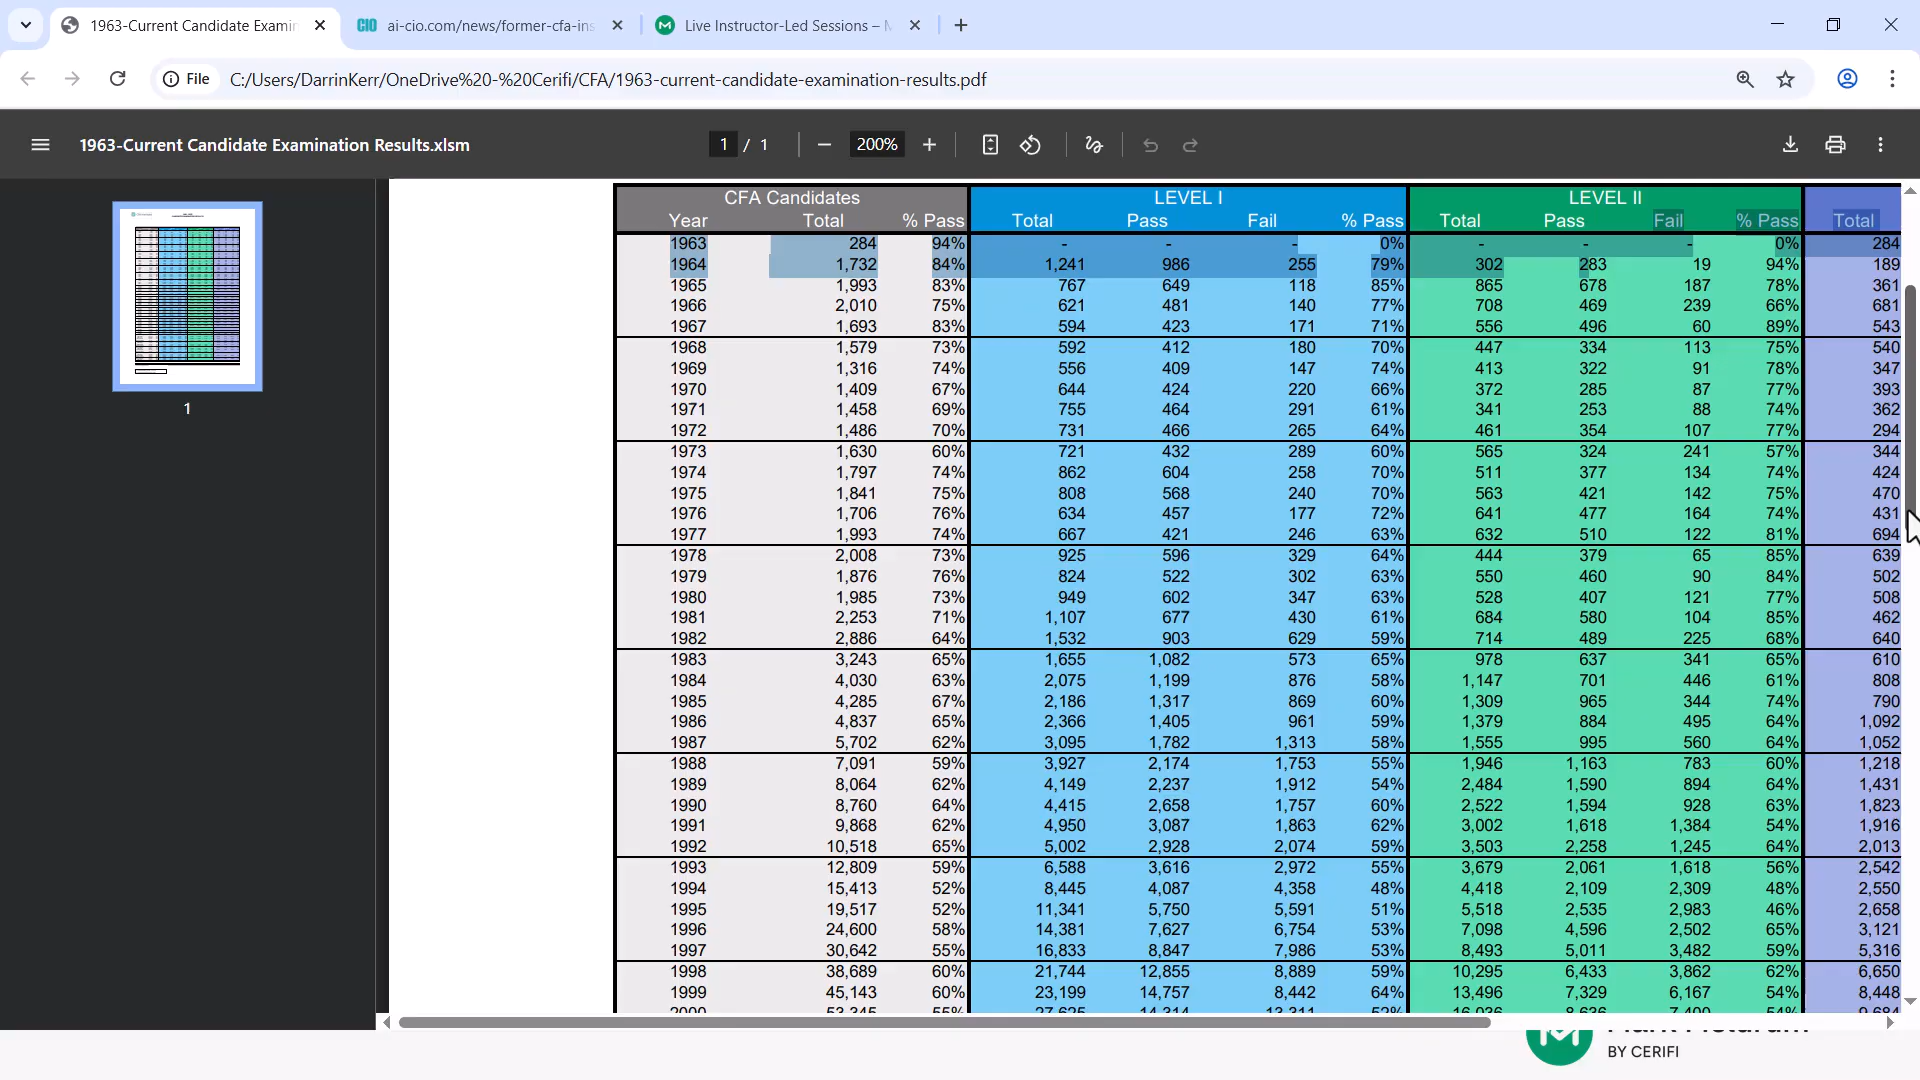 1963-Current Candidate Examin
CIO ai-cio.com/news/former-cfa-ins
Live Instructor-Led Sessions –
File C:/Users/DarrinKerr/OneDrive%20-%20Cerifi/CFA/1963-current-candidate-examination-results.pdf
1963-Current Candidate Examination Results.xlsm
1 / 1
200%
1
CFA Candidates LEVEL I LEVEL II
Year Total % Pass Total Pass Fail % Pass Total Pass Fail % Pass Total
1963 284 94% - - - 0% - - - 0% 284
1964 1,732 84% 1,241 986 255 79% 302 283 19 94% 189
1965 1,993 83% 767 649 118 85% 865 678 187 78% 361
1966 2,010 75% 621 481 140 77% 708 469 239 66% 681
1967 1,693 83% 594 423 171 71% 556 496 60 89% 543
1968 1,579 73% 592 412 180 70% 447 334 113 75% 540
1969 1,316 74% 556 409 147 74% 413 322 91 78% 347
1970 1,409 67% 644 424 220 66% 372 285 87 77% 393
1971 1,458 69% 755 464 291 61% 341 253 88 74% 362
1972 1,486 70% 731 466 265 64% 461 354 107 77% 294
1973 1,630 60% 721 432 289 60% 565 324 241 57% 344
1974 1,797 74% 862 604 258 70% 511 377 134 74% 424
1975 1,841 75% 808 568 240 70% 563 421 142 75% 470
1976 1,706 76% 634 457 177 72% 641 477 164 74% 431
1977 1,993 74% 667 421 246 63% 632 510 122 81% 694
1978 2,008 73% 925 596 329 64% 444 379 65 85% 639
1979 1,876 76% 824 522 302 63% 550 460 90 84% 502
1980 1,985 73% 949 602 347 63% 528 407 121 77% 508
1981 2,253 71% 1,107 677 430 61% 684 580 104 85% 462
1982 2,886 64% 1,532 903 629 59% 714 489 225 68% 640
1983 3,243 65% 1,655 1,082 573 65% 978 637 341 65% 610
1984 4,030 63% 2,075 1,199 876 58% 1,147 701 446 61% 808
1985 4,285 67% 2,186 1,317 869 60% 1,309 965 344 74% 790
1986 4,837 65% 2,366 1,405 961 59% 1,379 884 495 64% 1,092
1987 5,702 62% 3,095 1,782 1,313 58% 1,555 995 560 64% 1,052
1988 7,091 59% 3,927 2,174 1,753 55% 1,946 1,163 783 60% 1,218
1989 8,064 62% 4,149 2,237 1,912 54% 2,484 1,590 894 64% 1,431
1990 8,760 64% 4,415 2,658 1,757 60% 2,522 1,594 928 63% 1,823
1991 9,868 62% 4,950 3,087 1,863 62% 3,002 1,618 1,384 54% 1,916
1992 10,518 65% 5,002 2,928 2,074 59% 3,503 2,258 1,245 64% 2,013
1993 12,809 59% 6,588 3,616 2,972 55% 3,679 2,061 1,618 56% 2,542
1994 15,413 52% 8,445 4,087 4,358 48% 4,418 2,109 2,309 48% 2,550
1995 19,517 52% 11,341 5,750 5,591 51% 5,518 2,535 2,983 46% 2,658
1996 24,600 58% 14,381 7,627 6,754 53% 7,098 4,596 2,502 65% 3,121
1997 30,642 55% 16,833 8,847 7,986 53% 8,493 5,011 3,482 59% 5,316
1998 38,689 60% 21,744 12,855 8,889 59% 10,295 6,433 3,862 62% 6,650
1999 45,143 60% 23,199 14,757 8,442 64% 13,496 7,329 6,167 54% 8,448
BY CERIFI